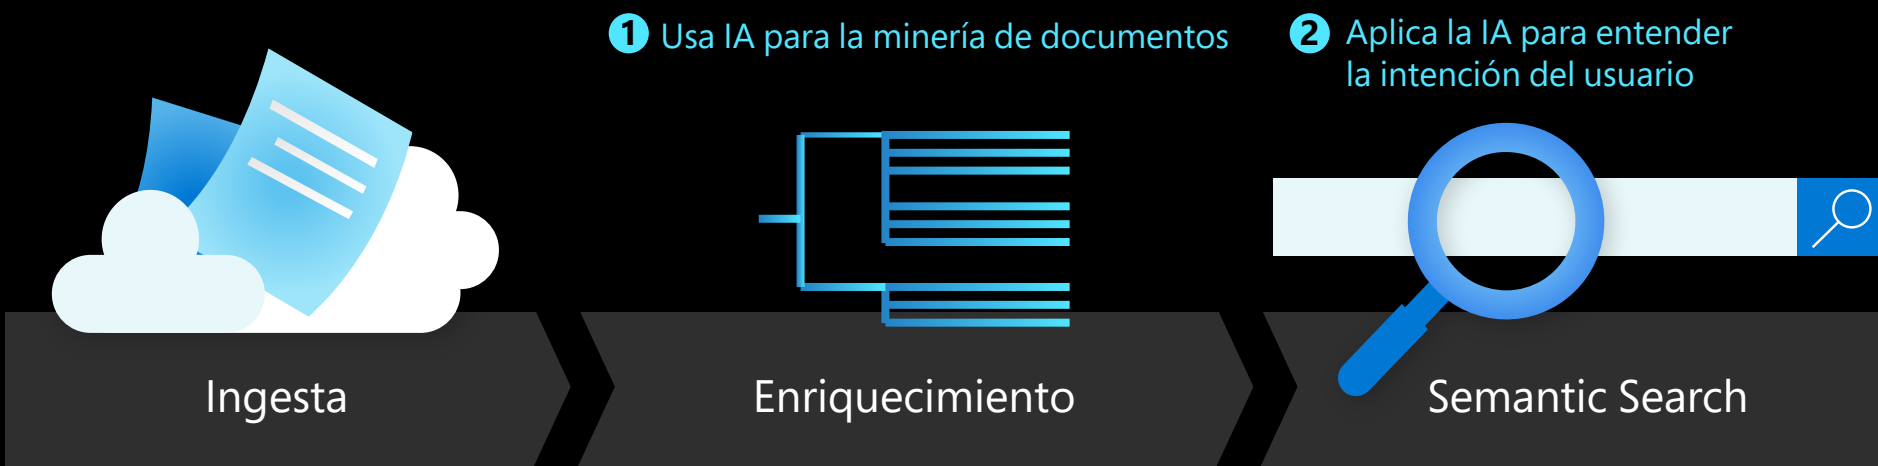 1 Usa IA para la minería de documentos
2 Aplica la IA para entender
la intención del usuario
Ingesta
Enriquecimiento
Semantic Search